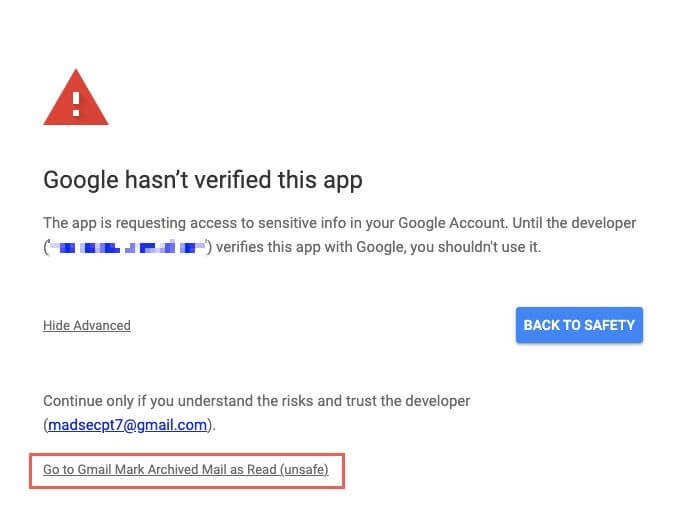 Google hasn’t verified this app
The app is requesting access to sensitive info in your Google Account. Until the developer
( ) verifies this app with Google, you shouldn't use it.
Hide Advanced
BACK TO SAFETY
Continue only if you understand the risks and trust the developer
(madsecpt7@gmail.com).
Go to Gmail Mark Archived Mail as Read (unsafe)